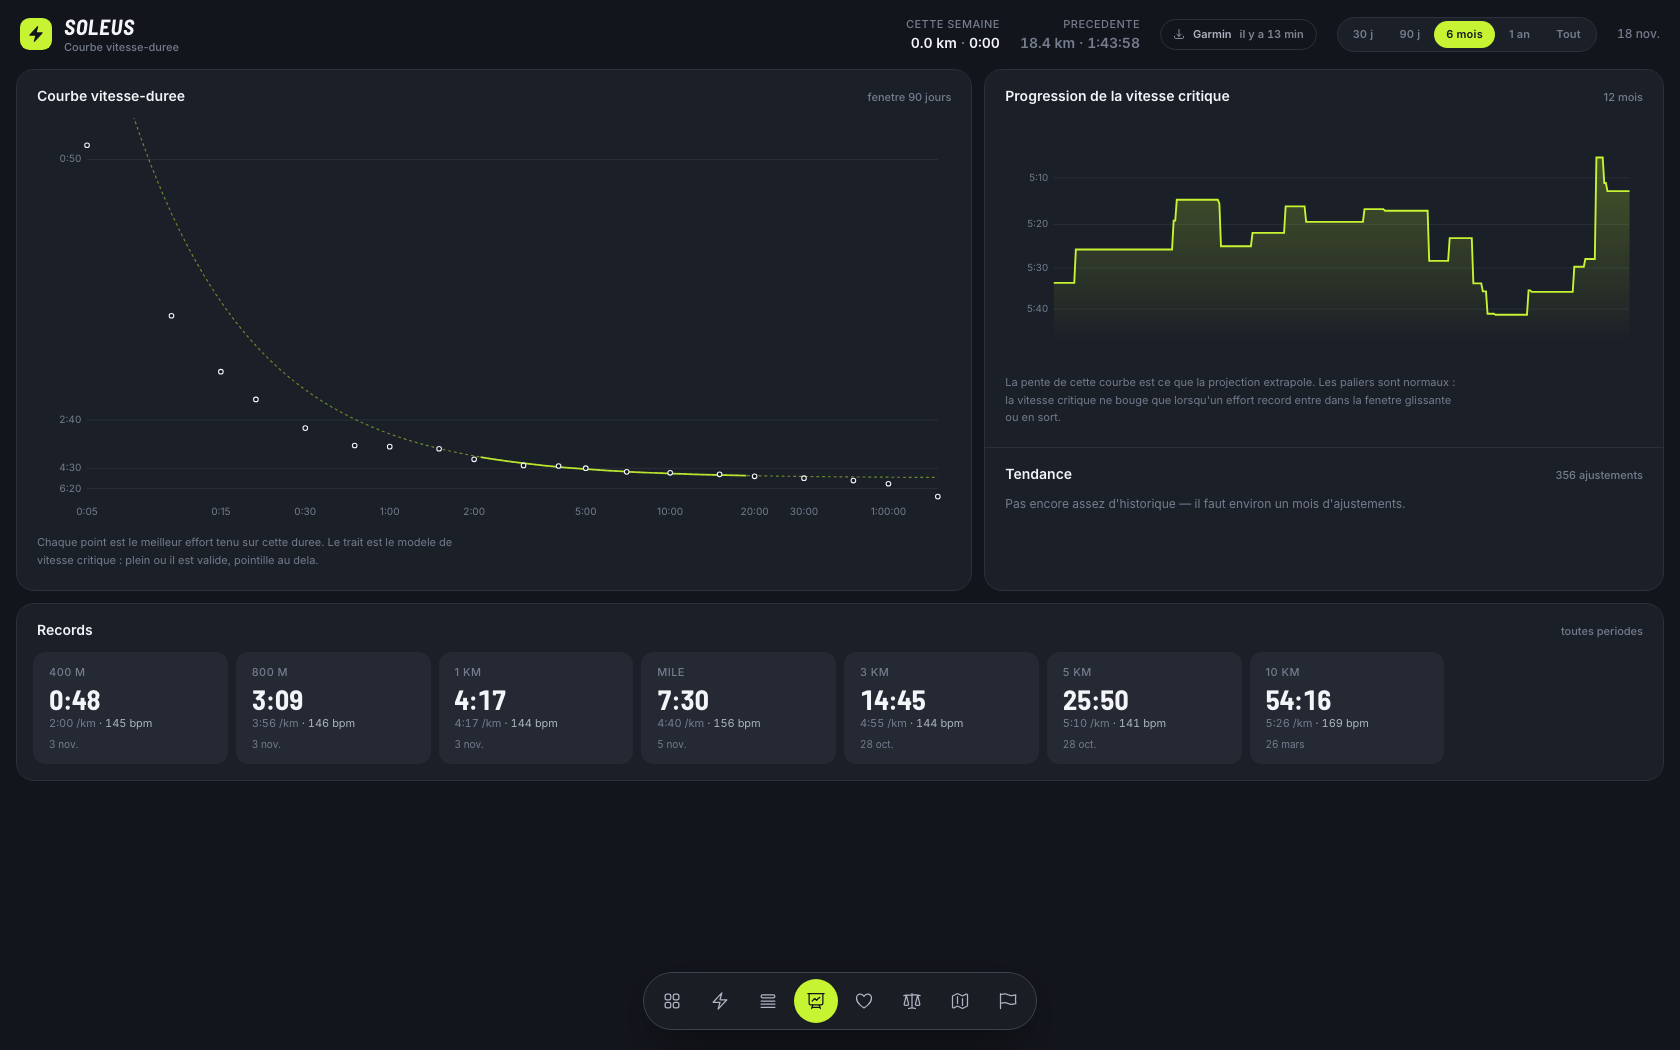 SOLEUS
Courbe vitesse-duree
CETTE SEMAINE
0.0 km · 0:00
PRECEDENTE
18.4 km · 1:43:58
Garmin il y a 13 min
30 j
90 j
6 mois
1 an
Tout
18 nov.
Courbe vitesse-duree
fenetre 90 jours
0:50
2:40
4:30
6:20
0:05
0:15
0:30
1:00
2:00
5:00
10:00
20:00
30:00
1:00:00
Chaque point est le meilleur effort tenu sur cette duree. Le trait est le modele de
vitesse critique : plein ou il est valide, pointille au dela.
Progression de la vitesse critique
12 mois
5:10
5:20
5:30
5:40
La pente de cette courbe est ce que la projection extrapole. Les paliers sont normaux :
la vitesse critique ne bouge que lorsqu'un effort record entre dans la fenetre glissante
ou en sort.
Tendance
356 ajustements
Pas encore assez d'historique — il faut environ un mois d'ajustements.
Records
toutes periodes
400 M
0:48
2:00 /km · 145 bpm
3 nov.
800 M
3:09
3:56 /km · 146 bpm
3 nov.
1 KM
4:17
4:17 /km · 144 bpm
3 nov.
MILE
7:30
4:40 /km · 156 bpm
5 nov.
3 KM
14:45
4:55 /km · 144 bpm
28 oct.
5 KM
25:50
5:10 /km · 141 bpm
28 oct.
10 KM
54:16
5:26 /km · 169 bpm
26 mars